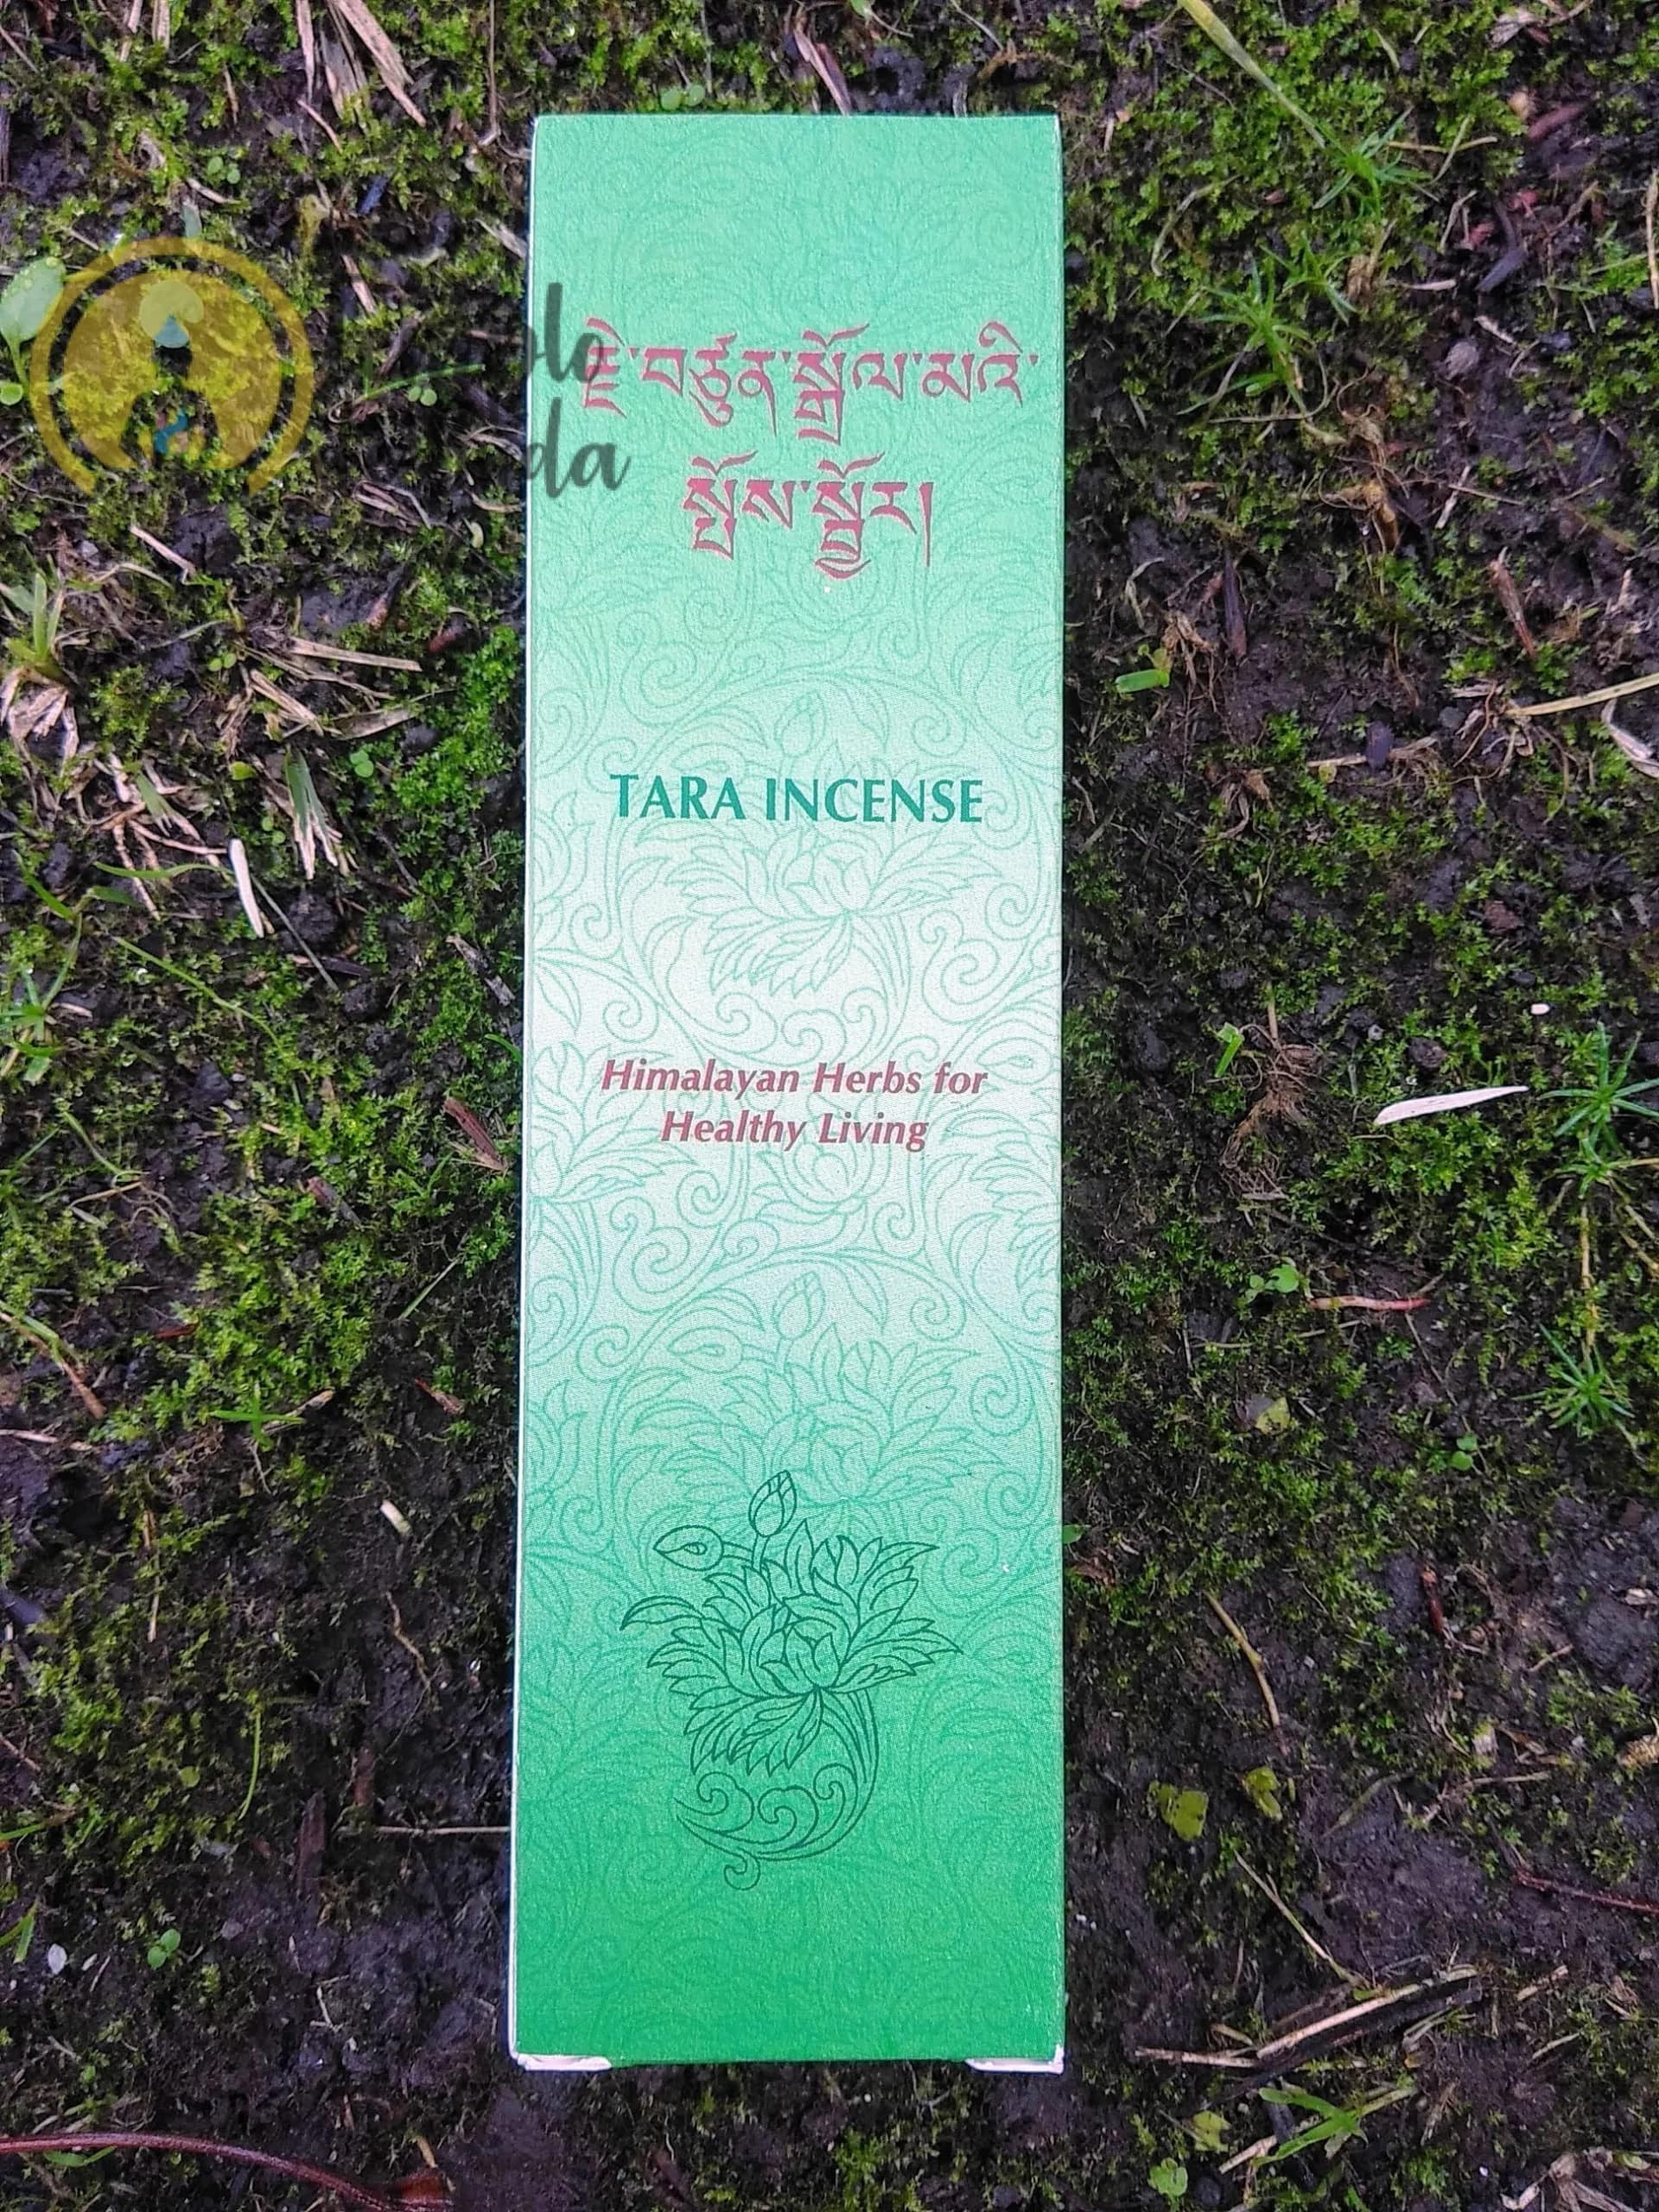 རྗེ་བཙུན་སྒྲོལ་མའི་
སྤོས་སྦྱོར།
TARA INCENSE
Himalayan Herbs for
Healthy Living